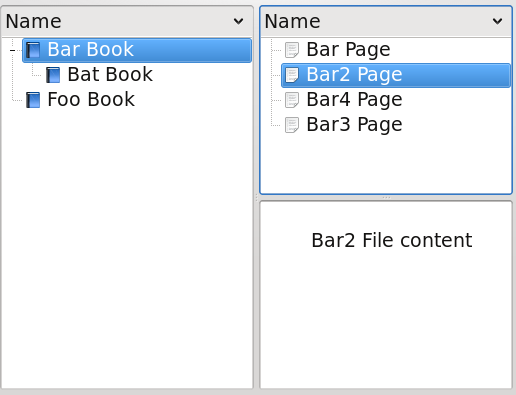 Name
Bar Book
Bat Book
Foo Book
Name
Bar Page
Bar2 Page
Bar4 Page
Bar3 Page
Bar2 File content